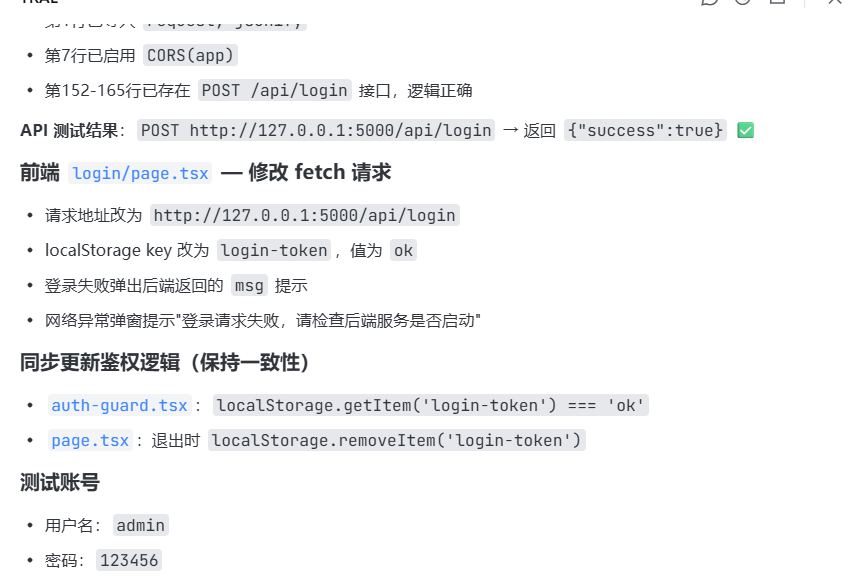 TRAE
第7行已启用 CORS(app)
第152-165行已存在 POST /api/login 接口，逻辑正确
API 测试结果： POST http://127.0.0.1:5000/api/login → 返回 {"success":true} ✅
前端 login/page.tsx — 修改 fetch 请求
请求地址改为 http://127.0.0.1:5000/api/login
localStorage key 改为 login-token ，值为 ok
登录失败弹出后端返回的 msg 提示
网络异常弹窗提示"登录请求失败，请检查后端服务是否启动"
同步更新鉴权逻辑（保持一致性）
auth-guard.tsx ： localStorage.getItem('login-token') === 'ok'
page.tsx ：退出时 localStorage.removeItem('login-token')
测试账号
用户名： admin
密码： 123456